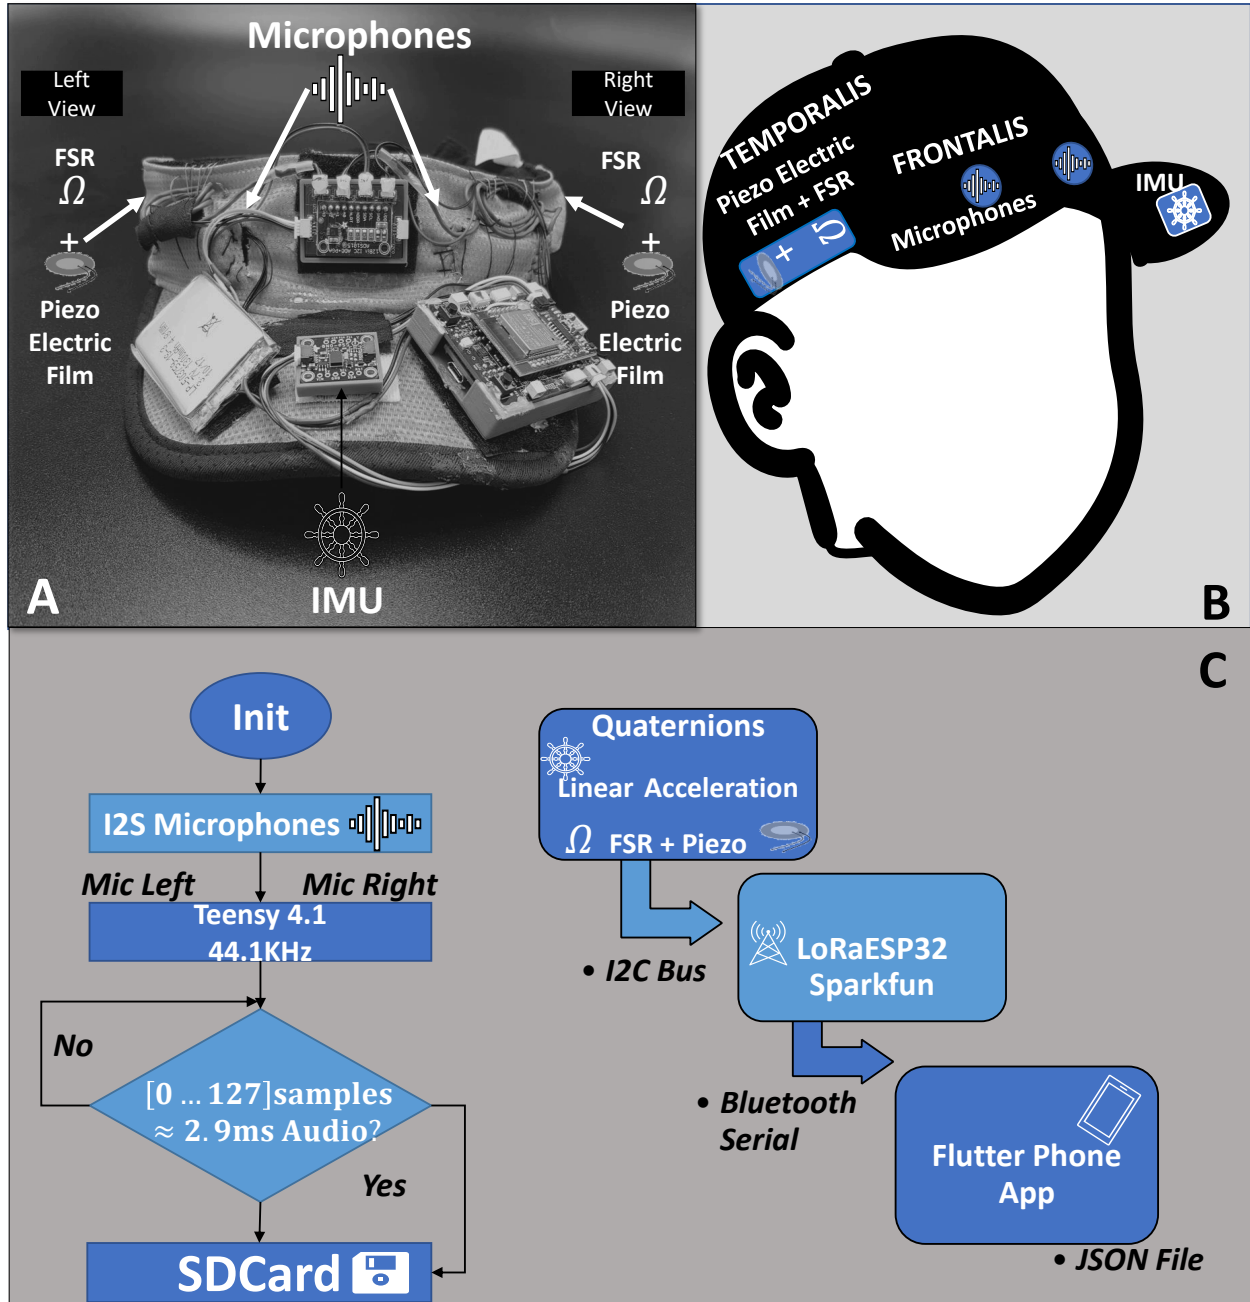 Microphones
Left
View
Right
View
FSR
Ω
+
Piezo
Electric
Film
FSR
Ω
+
Piezo
Electric
Film
IMU
A
TEMPORALIS
Piezo Electric
Film + FSR
+ Ω
FRONTALIS
Microphones
IMU
B
C
Init
I2S Microphones
Mic Left
Mic Right
Teensy 4.1
44.1KHz
No
[0 ... 127]samples
≈ 2.9ms Audio?
Yes
SDCard
Quaternions
Linear Acceleration
Ω FSR + Piezo
• I2C Bus
LoRaESP32
Sparkfun
• Bluetooth
Serial
Flutter Phone
App
• JSON File